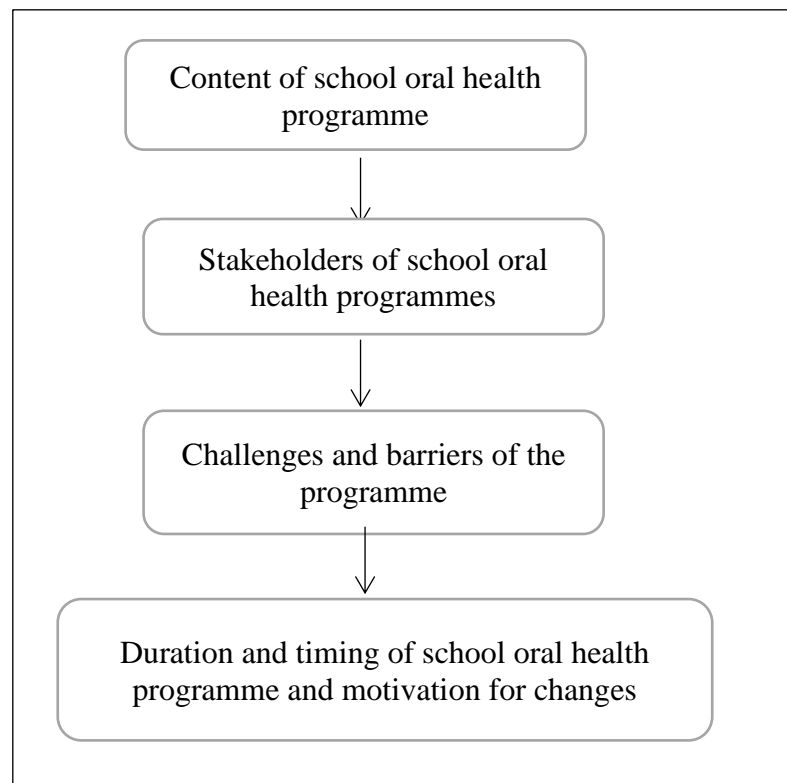 Content of school oral health
programme
Stakeholders of school oral
health programmes
Challenges and barriers of the
programme
Duration and timing of school oral health
programme and motivation for changes